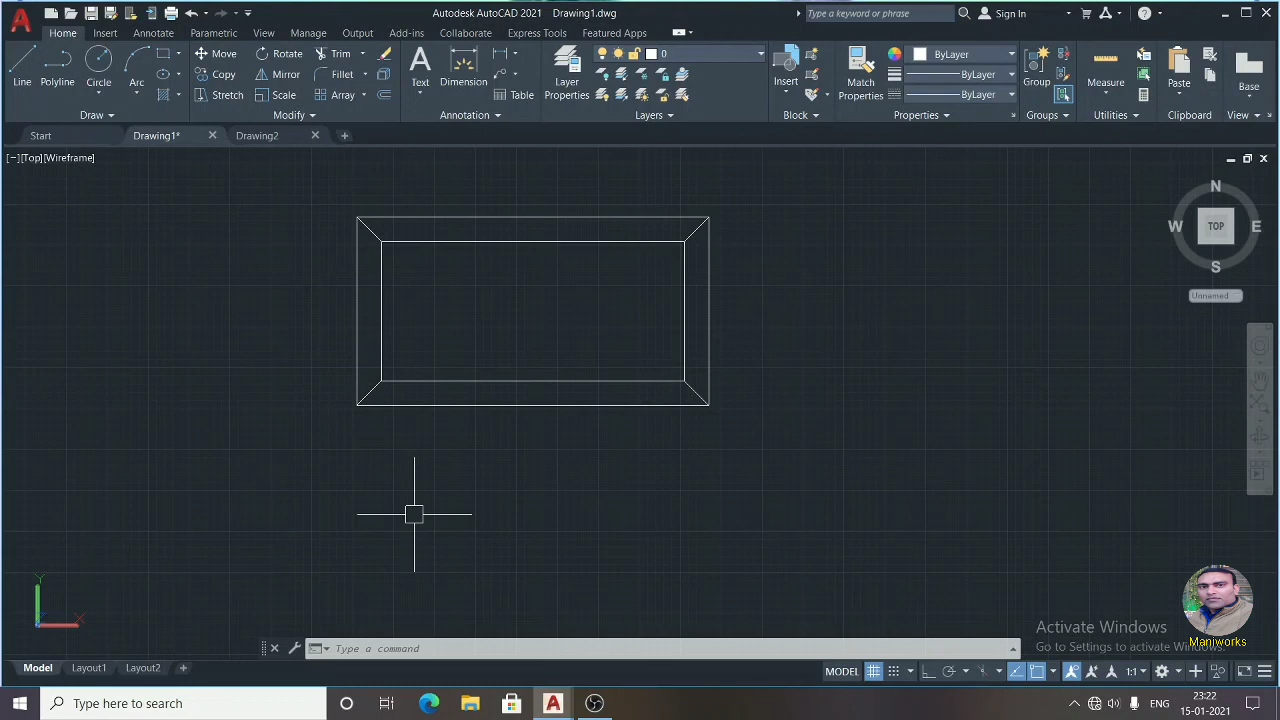 Autodesk AutoCAD 2021 Drawing1.dwg
Type a keyword or phrase
Sign In
Home Insert Annotate Parametric View Manage Output Add-ins Collaborate Express Tools Featured Apps
Line
Polyline
Circle
Arc
Draw
Move
Rotate
Trim
Copy
Mirror
Fillet
Stretch
Scale
Array
Modify
Text
Dimension
Table
Annotation
Layer
Properties
0
Layers
Insert
Block
Match
Properties
ByLayer
ByLayer
ByLayer
Properties
Group
Groups
Measure
Utilities
Paste
Clipboard
Base
View
Start Drawing1* Drawing2
[−][Top][Wireframe]
N
W TOP E
S
Unnamed
Y
X
Activate Windows
Go to Settings to activate Windows.
Maniworks
Type a command
Model Layout1 Layout2
MODEL
1:1
Type here to search
ENG
23:22
15-01-2021